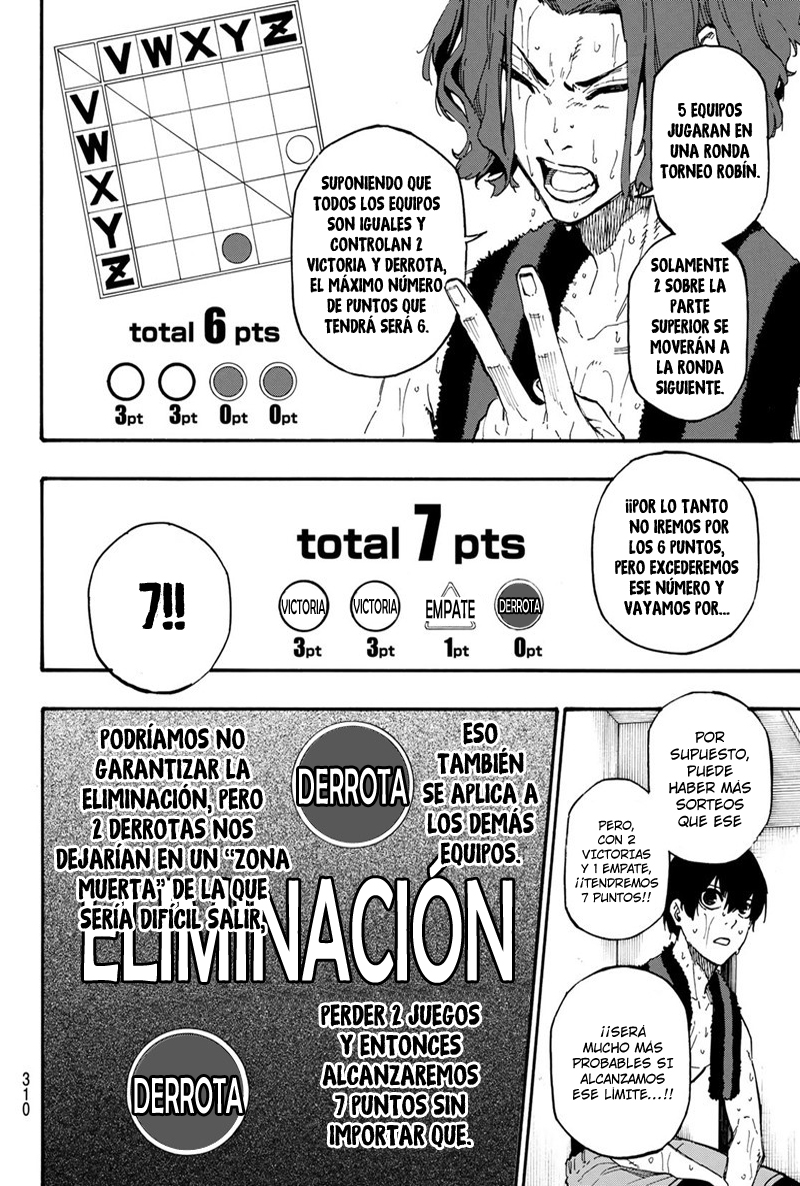 5 EQUIPOS
JUGARAN EN
UNA RONDA
TORNEO ROBÍN.
SOLAMENTE
2 SOBRE LA
PARTE
SUPERIOR SE
MOVERÁN A
LA RONDA
SIGUIENTE.
SUPONIENDO QUE
TODOS LOS EQUIPOS
SON IGUALES Y
CONTROLAN 2
VICTORIA Y DERROTA,
EL MÁXIMO NÚMERO
DE PUNTOS QUE
TENDRÁ SERÁ 6.
V W X Y Z
V
W
X
Y
Z
total 6 pts
3pt 3pt 0pt 0pt
¡¡POR LO TANTO
NO IREMOS POR
LOS 6 PUNTOS,
PERO EXCEDEREMOS
ESE NÚMERO Y
VAYAMOS POR...
total 7 pts
VICTORIA VICTORIA EMPATE DERROTA
3pt 3pt 1pt 0pt
7!!
POR
SUPUESTO,
PUEDE
HABER MÁS
SORTEOS
QUE ESE
PERO,
CON 2
VICTORIAS
Y 1 EMPATE,
¡¡TENDREMOS
7 PUNTOS!!
¡¡SERÁ
MUCHO MÁS
PROBABLES SI
ALCANZAMOS
ESE LÍMITE...!!
ESO
TAMBIÉN
SE APLICA A
LOS DEMÁS
EQUIPOS.
DERROTA
PODRÍAMOS NO
GARANTIZAR LA
ELIMINACIÓN, PERO
2 DERROTAS NOS
DEJARÍAN EN UN “ZONA
MUERTA” DE LA QUE
SERÍA DIFÍCIL SALIR,
ELIMINACIÓN
PERDER 2 JUEGOS
Y ENTONCES
ALCANZAREMOS
7 PUNTOS SIN
IMPORTAR QUE.
DERROTA
310